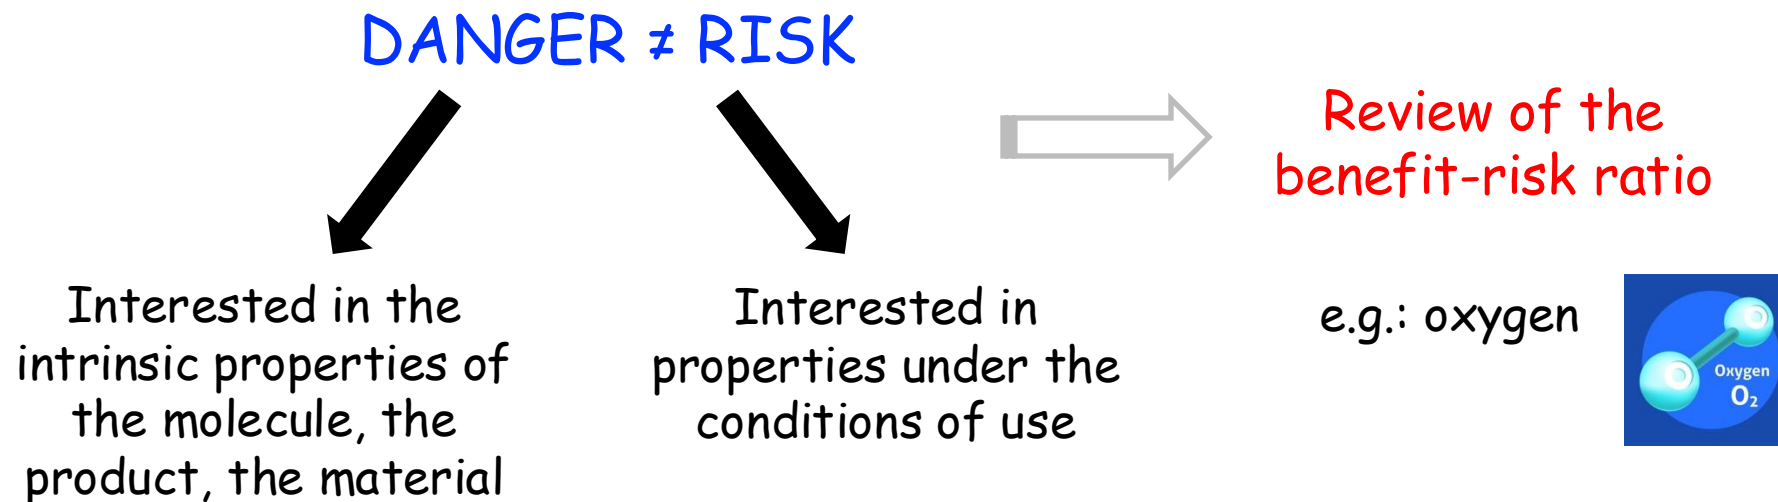 DANGER ≠ RISK
Review of the
benefit-risk ratio
Interested in the
intrinsic properties of
the molecule, the
product, the material
Interested in
properties under the
conditions of use
e.g.: oxygen
Oxygen
O₂